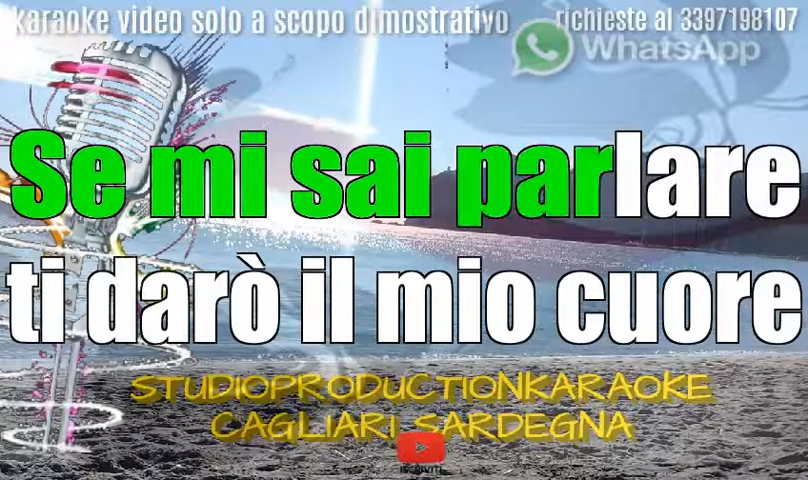 karaoke video solo a scopo dimostrativo
richieste al 3397198107
WhatsApp
Se mi sai parlare
ti darò il mio cuore
STUDIOPRODUCTIONKARAOKE
CAGLIARI SARDEGNA
ISCRIVITI